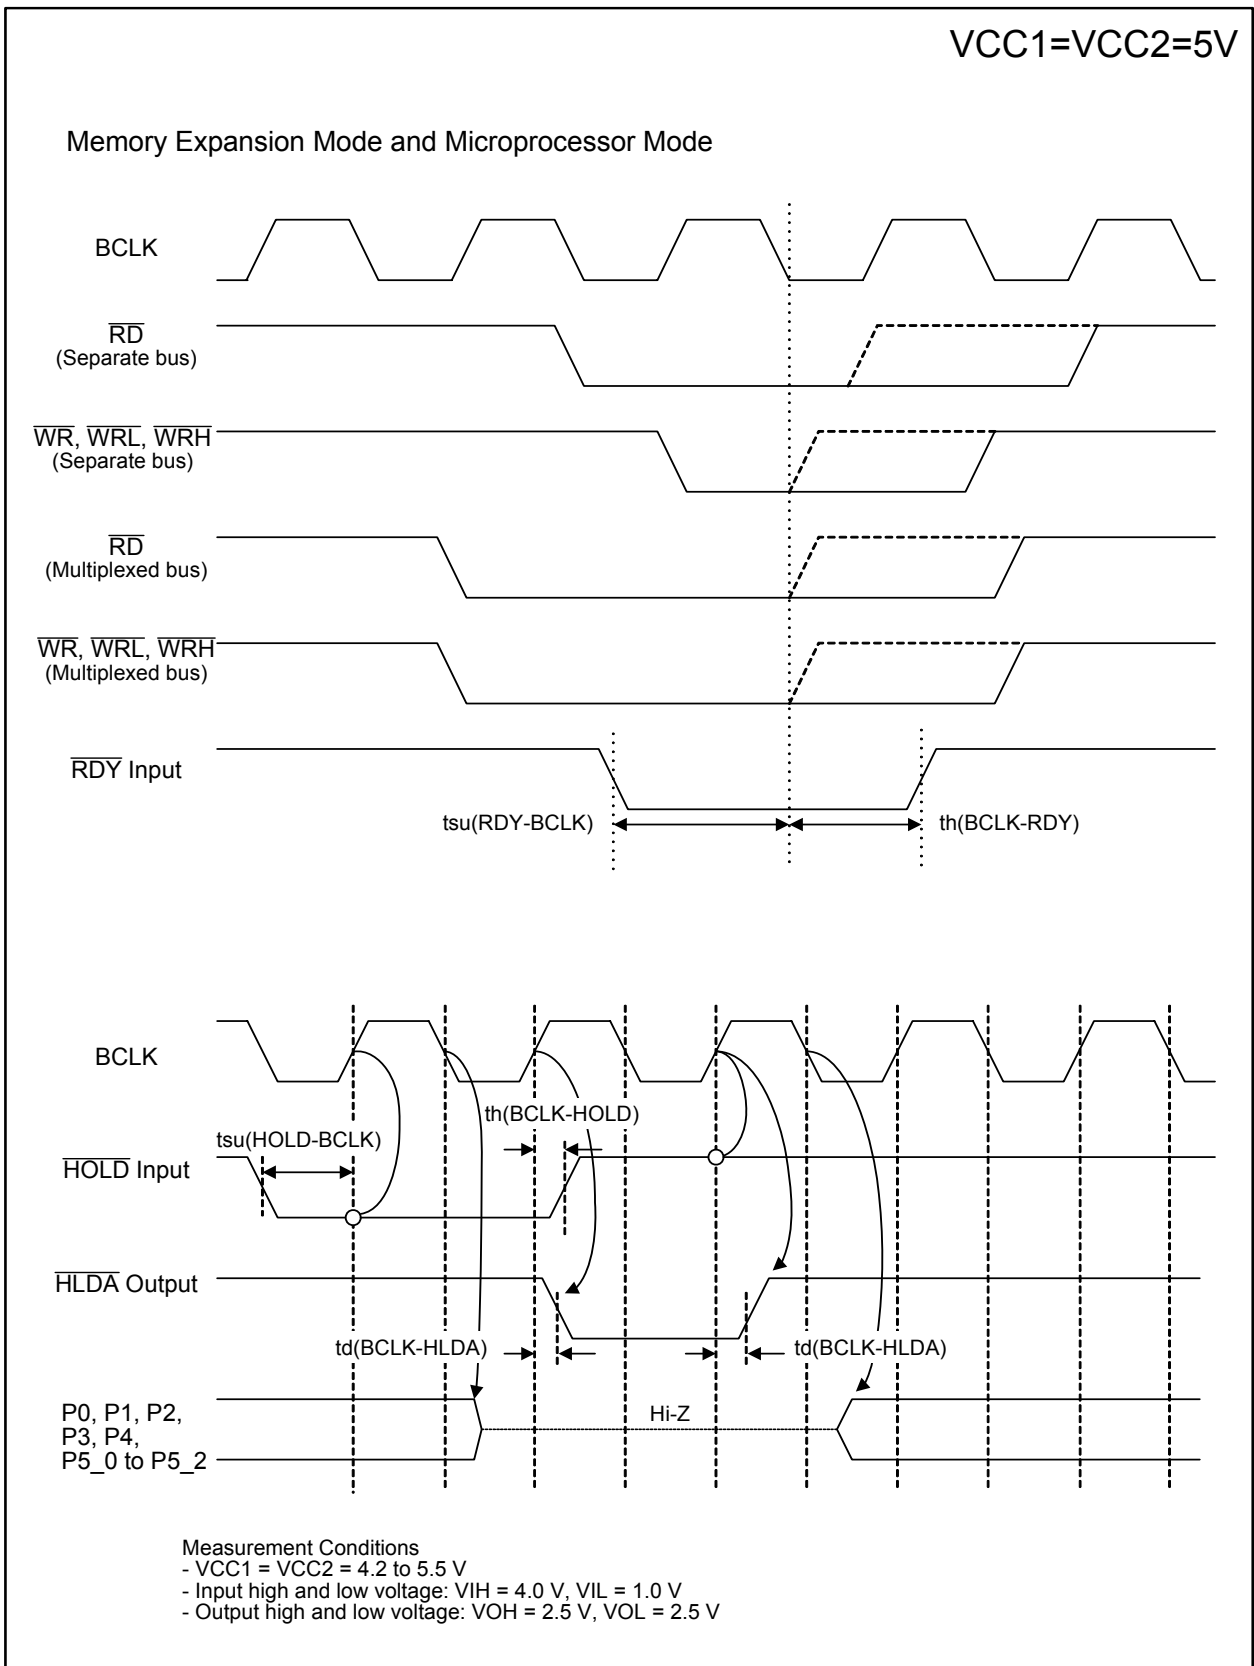 VCC1=VCC2=5V
Memory Expansion Mode and Microprocessor Mode
BCLK
RD
(Separate bus)
WR, WRL, WRH
(Separate bus)
RD
(Multiplexed bus)
WR, WRL, WRH
(Multiplexed bus)
RDY Input
tsu(RDY-BCLK)
th(BCLK-RDY)
BCLK
th(BCLK-HOLD)
tsu(HOLD-BCLK)
HOLD Input
HLDA Output
td(BCLK-HLDA)
td(BCLK-HLDA)
P0, P1, P2,
P3, P4,
P5_0 to P5_2
Hi-Z
Measurement Conditions
- VCC1 = VCC2 = 4.2 to 5.5 V
- Input high and low voltage: VIH = 4.0 V, VIL = 1.0 V
- Output high and low voltage: VOH = 2.5 V, VOL = 2.5 V